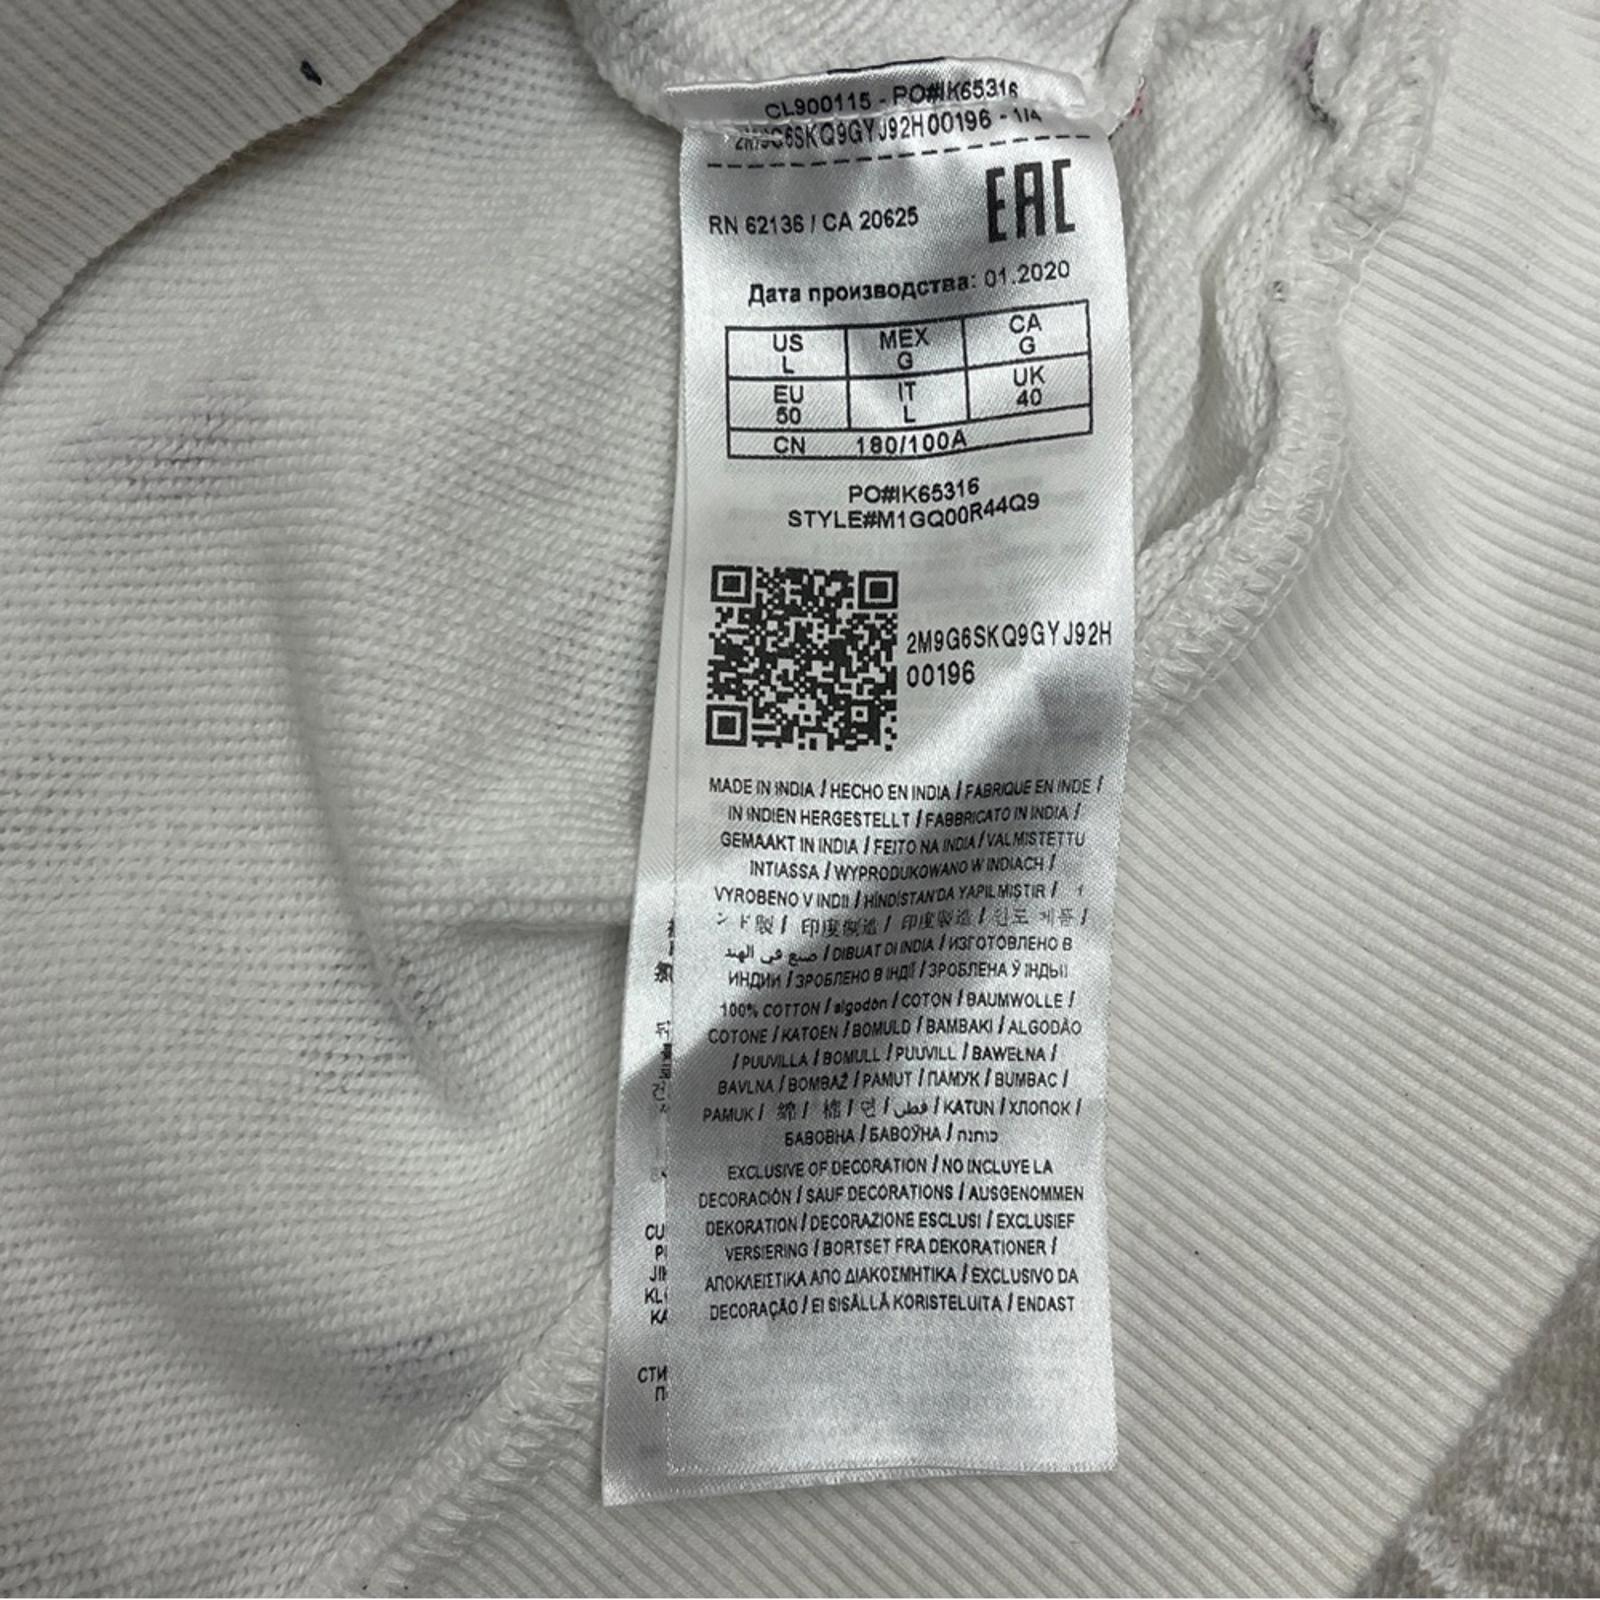 CL900115 - PO#IK65316
2M9G6SKQ9GYJ92H00196 - 1/4
RN 62136 / CA 20625
EAC
Дата производства: 01.2020
US MEX CA
L G G
EU IT UK
50 L 40
CN 180/100A
PO#IK65316
STYLE#M1GQ00R44Q9
2M9G6SKQ9GYJ92H
00196
MADE IN INDIA / HECHO EN INDIA / FABRIQUE EN INDE /
IN INDIEN HERGESTELLT / FABBRICATO IN INDIA /
GEMAAKT IN INDIA / FEITO NA INDIA / VALMISTETTU
INTIASSA / WYPRODUKOWANO W INDIACH /
VYROBENO V INDII / HİNDİSTAN'DA YAPILMIŞTIR / イ
ンド製 / 印度製造 / 印度製造 / 인도 제품 /
صنع في الهند / DIBUAT DI INDIA / ИЗГОТОВЛЕНО В
ИНДИИ / ЗРОБЛЕНО В ІНДІЇ / ЗРОБЛЕНА Ў ІНДЫІ
100% COTTON / algodón / COTON / BAUMWOLLE /
COTONE / KATOEN / BOMULD / BAMBAKI / ALGODÃO
/ PUUVILLA / BOMULL / PUUVILL / BAWEŁNA /
BAVLNA / BOMBAŽ / PAMUT / ПАМУК / BUMBAC /
PAMUK / 綿 / 棉 / 면 / قطن / KATUN / ХЛОПОК /
БАВОВНА / БАВОЎНА / כותנה
EXCLUSIVE OF DECORATION / NO INCLUYE LA
DECORACIÓN / SAUF DECORATIONS / AUSGENOMMEN
DEKORATION / DECORAZIONE ESCLUSI / EXCLUSIEF
VERSIERING / BORTSET FRA DEKORATIONER /
ΑΠΟΚΛΕΙΣΤΙΚΑ ΑΠΟ ΔΙΑΚΟΣΜΗΤΙΚΑ / EXCLUSIVO DA
DECORAÇÃO / EI SISÄLLÄ KORISTELUITA / ENDAST